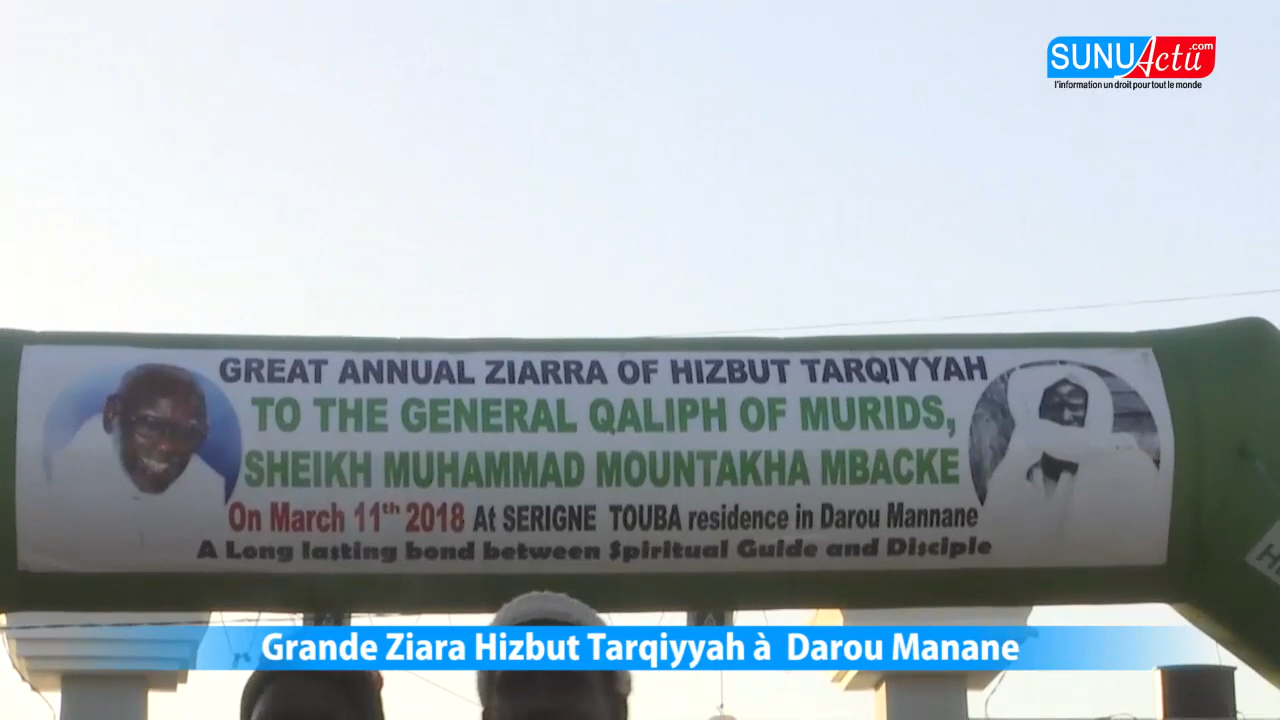 SUNUActu.com
l'information un droit pour tout le monde
GREAT ANNUAL ZIARRA OF HIZBUT TARQIYYAH
TO THE GENERAL QALIPH OF MURIDS,
SHEIKH MUHAMMAD MOUNTAKHA MBACKE
On March 11th 2018 At SERIGNE TOUBA residence in Darou Mannane
A Long lasting bond between Spiritual Guide and Disciple
Grande Ziara Hizbut Tarqiyyah à Darou Manane